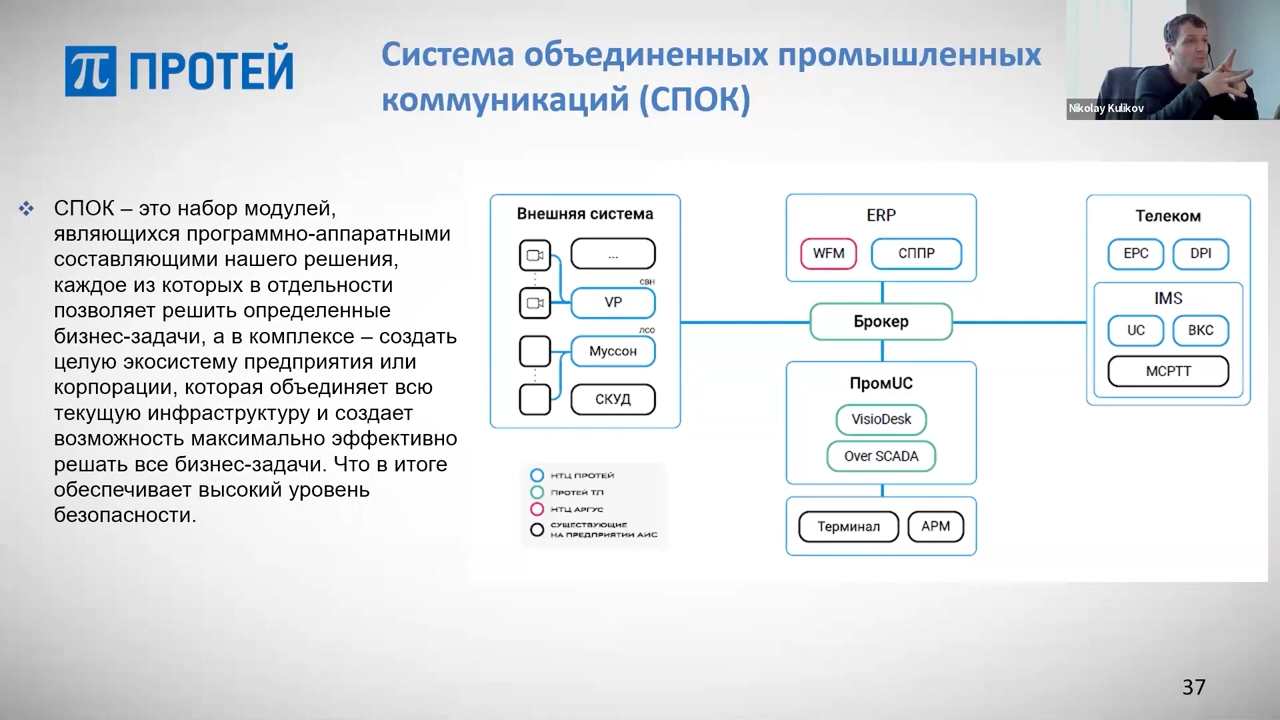 ПРОТЕЙ
Система объединенных промышленных
коммуникаций (СПОК)
Nikolay Kulikov
СПОК – это набор модулей,
являющихся программно-аппаратными
составляющими нашего решения,
каждое из которых в отдельности
позволяет решить определенные
бизнес-задачи, а в комплексе – создать
целую экосистему предприятия или
корпорации, которая объединяет всю
текущую инфраструктуру и создает
возможность максимально эффективно
решать все бизнес-задачи. Что в итоге
обеспечивает высокий уровень
безопасности.
Внешняя система
...
СВН
VP
ЛСО
Муссон
СКУД
НТЦ ПРОТЕЙ
ПРОТЕЙ ТЛ
НТЦ АРГУС
СУЩЕСТВУЮЩИЕ
НА ПРЕДПРИЯТИИ АИС
ERP
WFM
СППР
Брокер
ПромUC
VisioDesk
Over SCADA
Терминал
АРМ
Телеком
EPC
DPI
IMS
UC
ВКС
MCPTT
37